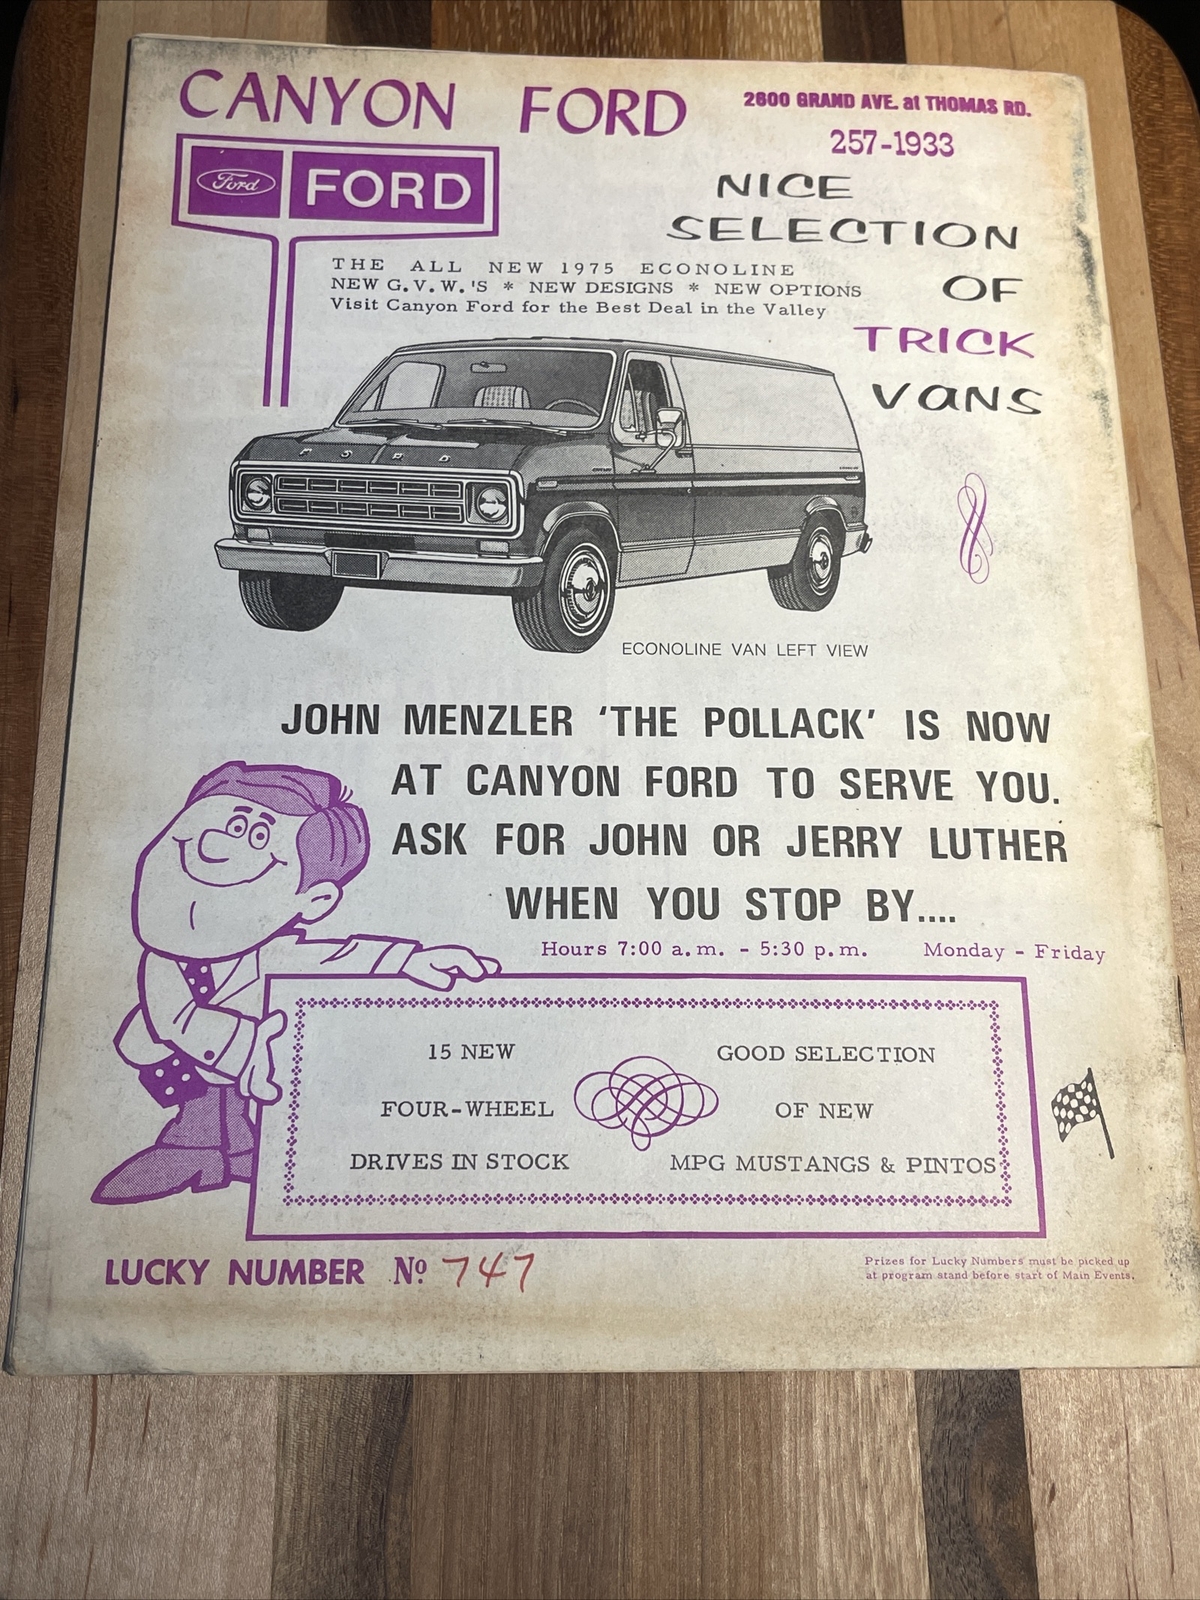 CANYON FORD
2800 GRAND AVE. at THOMAS RD.
257-1933
Ford FORD
NICE
SELECTION
OF
TRICK
VANS
THE ALL NEW 1975 ECONOLINE
NEW G.V.W.'S * NEW DESIGNS * NEW OPTIONS
Visit Canyon Ford for the Best Deal in the Valley
FORD
ECONOLINE VAN LEFT VIEW
JOHN MENZLER 'THE POLLACK' IS NOW
AT CANYON FORD TO SERVE YOU.
ASK FOR JOHN OR JERRY LUTHER
WHEN YOU STOP BY....
Hours 7:00 a.m. - 5:30 p.m. Monday - Friday
15 NEW
FOUR-WHEEL
DRIVES IN STOCK
GOOD SELECTION
OF NEW
MPG MUSTANGS & PINTOS
LUCKY NUMBER Nº 747
Prizes for Lucky Numbers must be picked up
at program stand before start of Main Events.